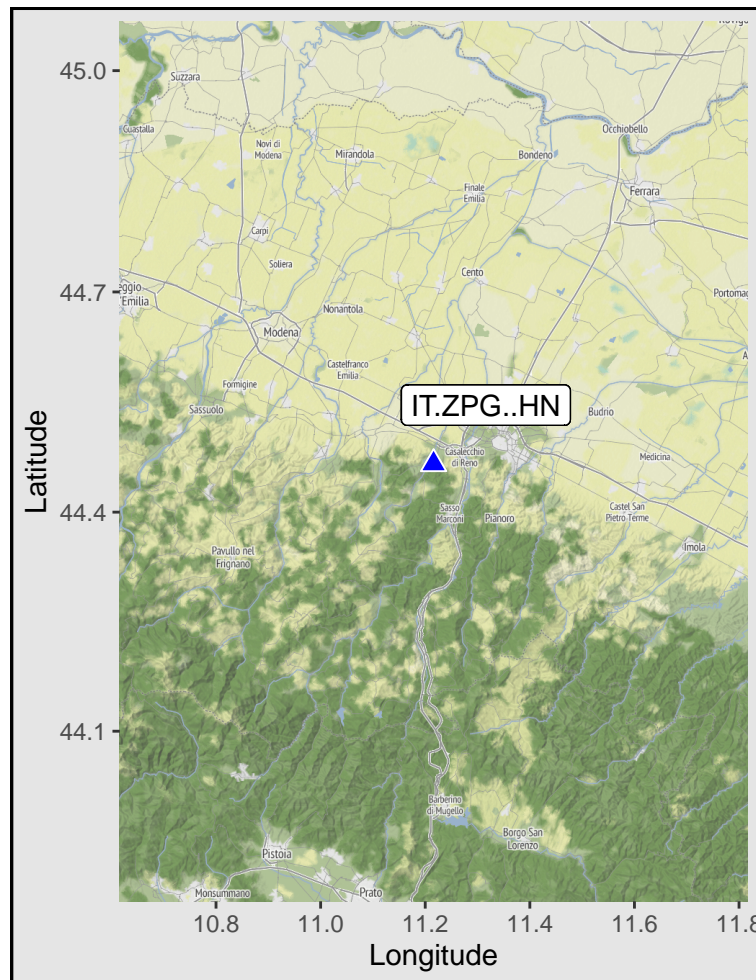 45.0
44.7
44.4
44.1
Latitude
Suzzara
Guastalla
Novi di
Modena
Mirandola
Bondeno
Occhiobello
Finale
Emilia
Ferrara
Carpi
Soliera
Cento
eggio
'Emilia
Nonantola
Portomag
Modena
Castelfranco
Emilia
Formigine
Sassuolo
IT.ZPG..HN
Budrio
Casalecchio
di Reno
Medicina
Sasso
Marconi
Pianoro
Castel San
Pietro Terme
Pavullo nel
Frignano
Imola
Barberino
di Mugello
Borgo San
Lorenzo
Pistoia
Monsummano
Prato
10.8
11.0
11.2
11.4
11.6
11.8
Longitude